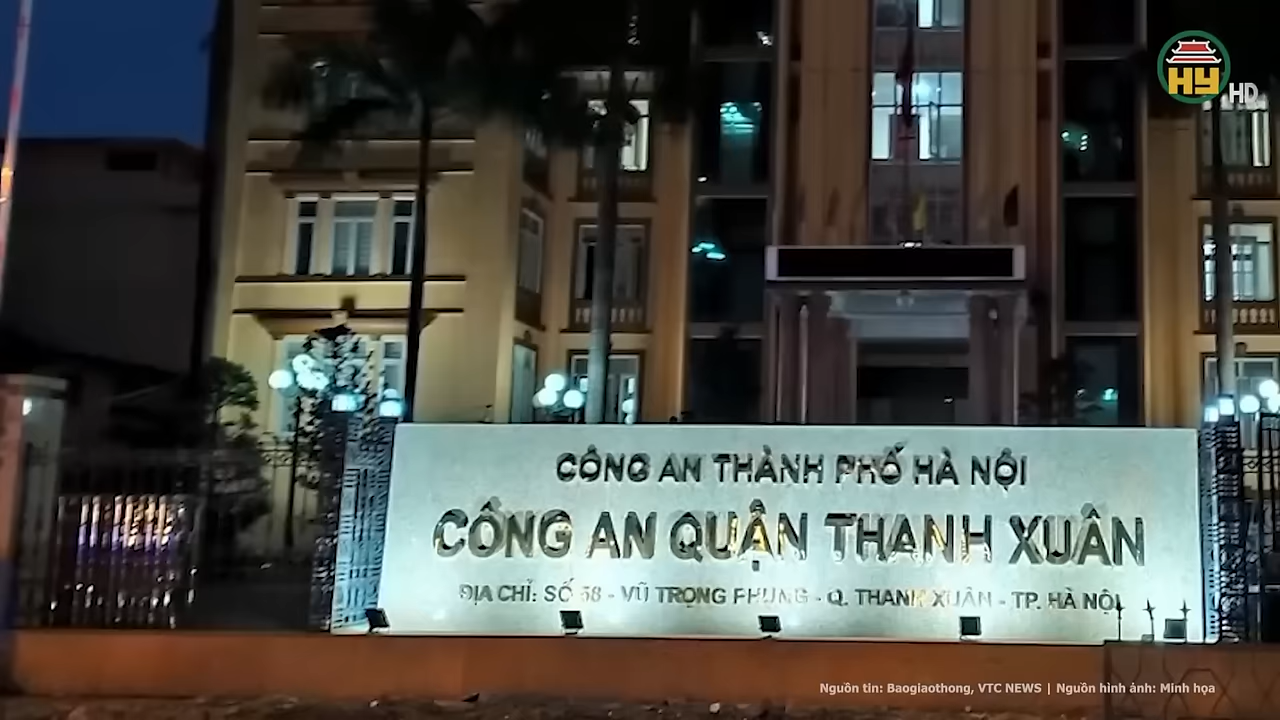 HY HD
CÔNG AN THÀNH PHỐ HÀ NỘI
CÔNG AN QUẬN THANH XUÂN
ĐỊA CHỈ: SỐ 58 - VŨ TRỌNG PHỤNG - Q. THANH XUÂN - TP. HÀ NỘI
Nguồn tin: Baogiaothong, VTC NEWS | Nguồn hình ảnh: Minh họa